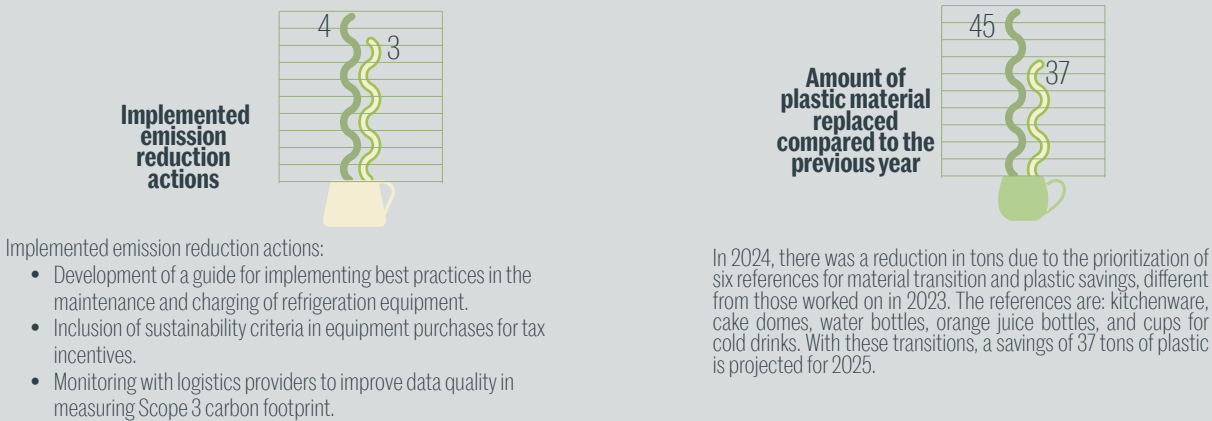 4
3
Implemented
emission
reduction
actions
Implemented emission reduction actions:
• Development of a guide for implementing best practices in the
maintenance and charging of refrigeration equipment.
• Inclusion of sustainability criteria in equipment purchases for tax
incentives.
• Monitoring with logistics providers to improve data quality in
measuring Scope 3 carbon footprint.
45
37
Amount of
plastic material
replaced
compared to the
previous year
In 2024, there was a reduction in tons due to the prioritization of
six references for material transition and plastic savings, different
from those worked on in 2023. The references are: kitchenware,
cake domes, water bottles, orange juice bottles, and cups for
cold drinks. With these transitions, a savings of 37 tons of plastic
is projected for 2025.